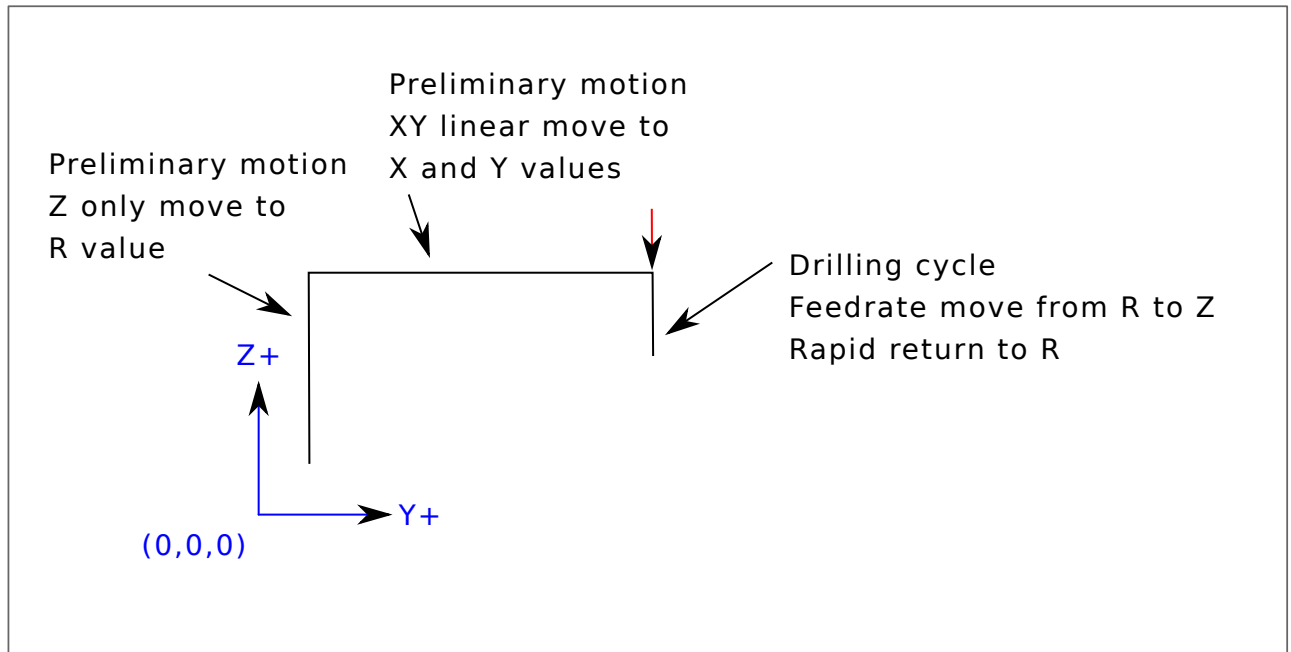 Preliminary motion
XY linear move to
X and Y values
Preliminary motion
Z only move to
R value
Drilling cycle
Feedrate move from R to Z
Rapid return to R
Z+
Y+
(0,0,0)